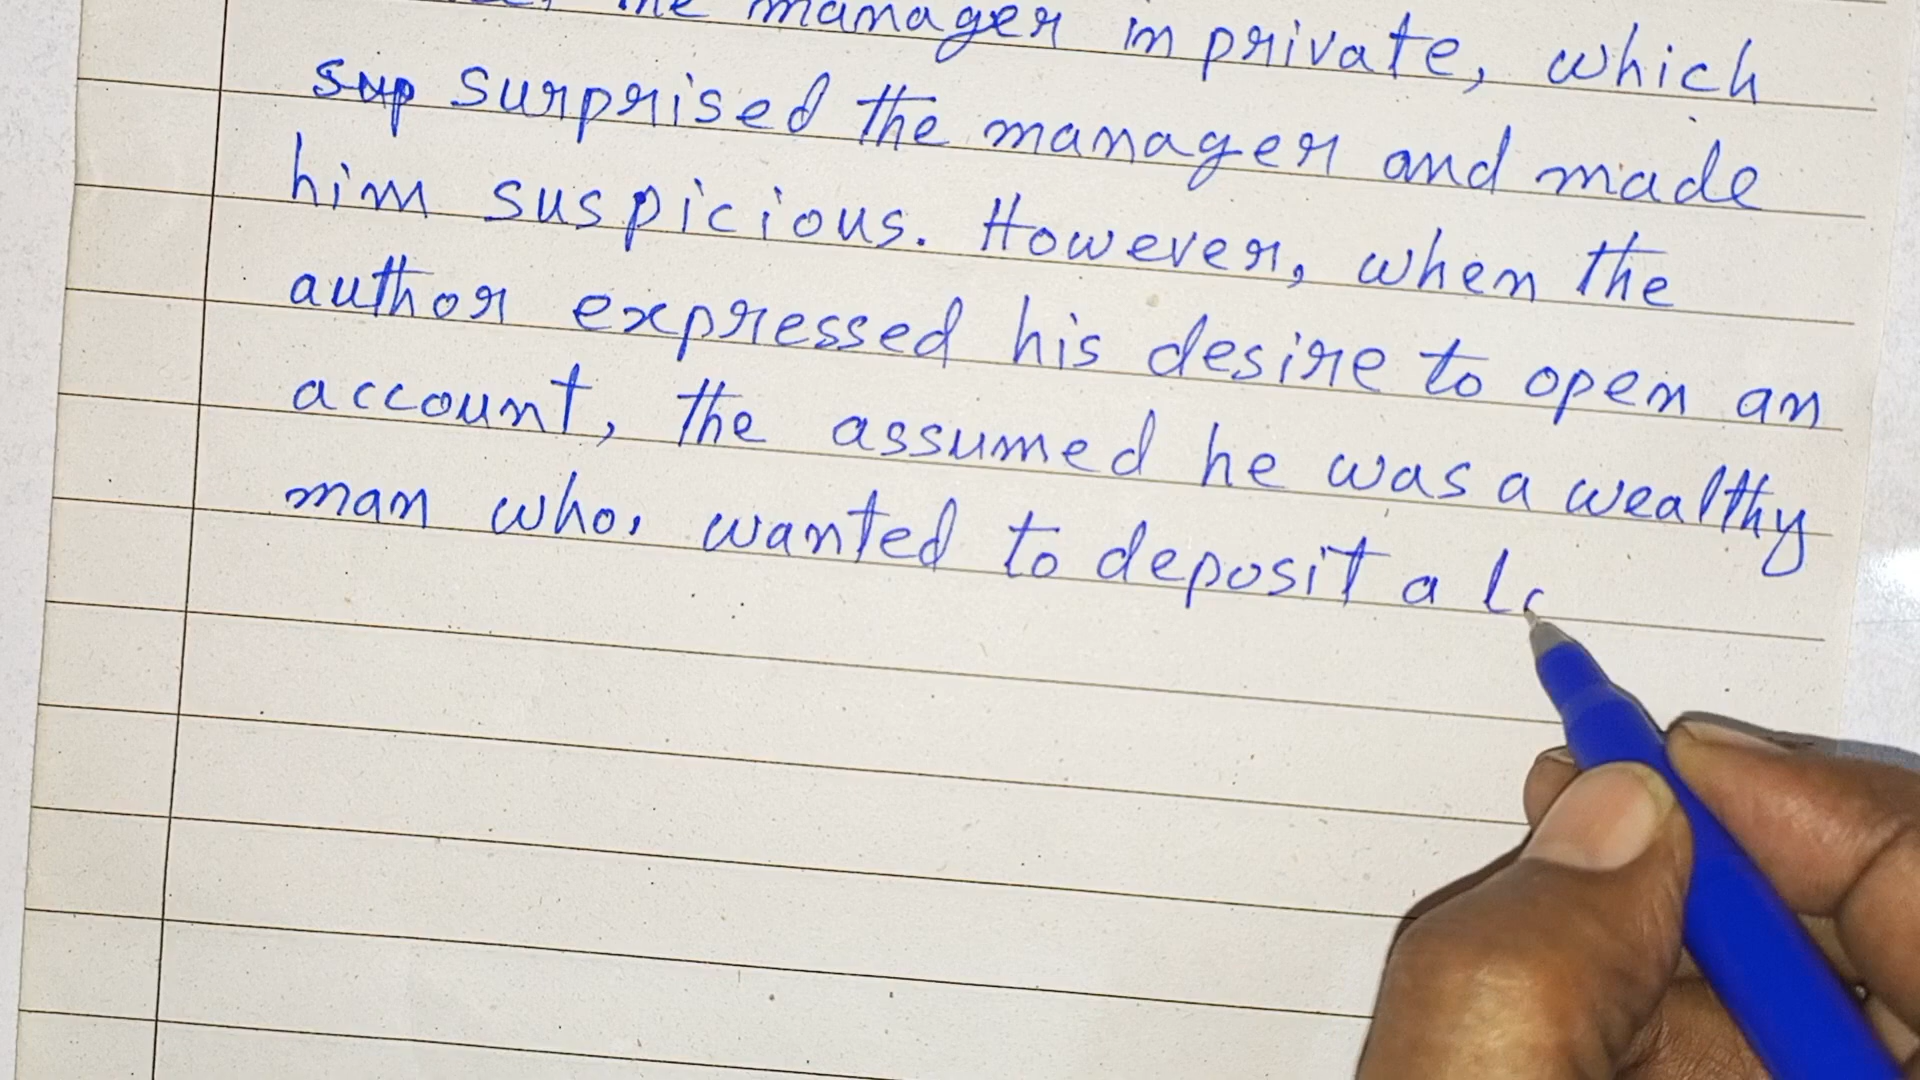 the manager in private, which
sup surprised the manager and made
him suspicious. However, when the
author expressed his desire to open an
account, the assumed he was a wealthy
man who, wanted to deposit a